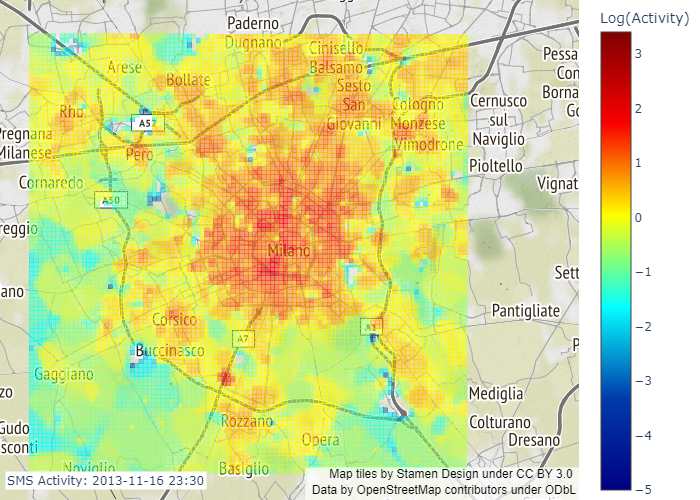 Log(Activity)
Paderno
Dugnano
Cinisello
Balsamo
Pessa
Con
Borna
Go
Arese
Bollate
Sesto
San
Giovanni
Rho
Cologno
Monzese
Cernusco
sul
Naviglio
A57
Pregnana
Milanese
Pero
Vimodrone
Pioltello
Cornaredo
Vignat
A50
reggio
Milano
Sett
ano
Pantigliate
Corsico
A7
A1
Buccinasco
P
Gaggiano
zo
Mediglia
Rozzano
Colturano
Gudo
sconti
Opera
Dresano
Noviglio
Basiglio
3
2
1
0
−1
−2
−3
−4
−5
SMS Activity: 2013-11-16 23:30
Map tiles by Stamen Design under CC BY 3.0
Data by OpenStreetMap contributors under ODbL